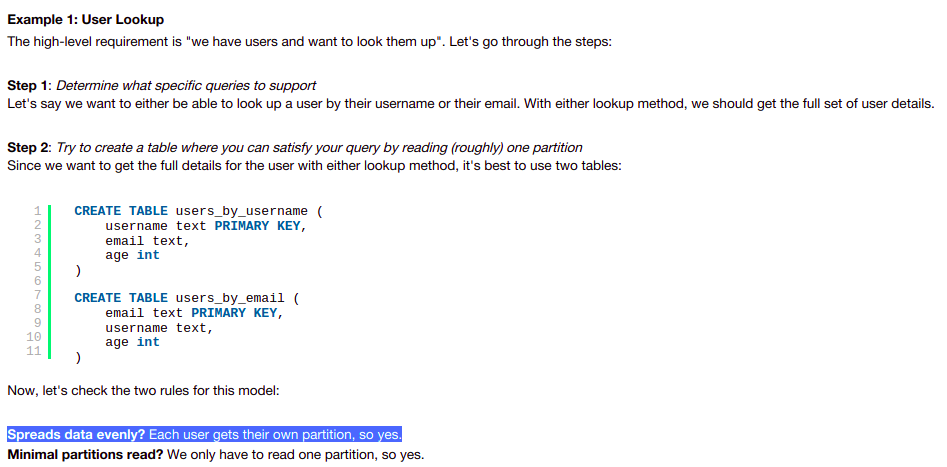 Example 1: User Lookup
The high-level requirement is "we have users and want to look them up". Let's go through the steps:
Step 1: Determine what specific queries to support
Let's say we want to either be able to look up a user by their username or their email. With either lookup method, we should get the full set of user details.
Step 2: Try to create a table where you can satisfy your query by reading (roughly) one partition
Since we want to get the full details for the user with either lookup method, it's best to use two tables:
1 CREATE TABLE users_by_username (
2 username text PRIMARY KEY,
3 email text,
4 age int
5 )
6
7 CREATE TABLE users_by_email (
8 email text PRIMARY KEY,
9 username text,
10 age int
11 )
Now, let's check the two rules for this model:
Spreads data evenly? Each user gets their own partition, so yes.
Minimal partitions read? We only have to read one partition, so yes.